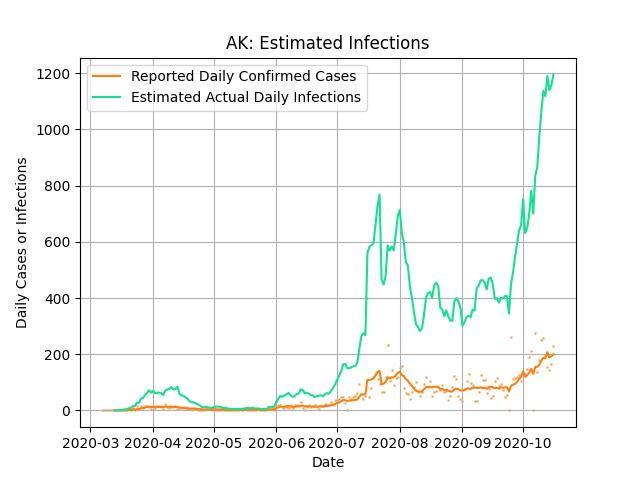 AK: Estimated Infections
Reported Daily Confirmed Cases
Estimated Actual Daily Infections
Daily Cases or Infections
1200
1000
800
600
400
200
0
2020-03 2020-04 2020-05 2020-06 2020-07 2020-08 2020-09 2020-10
Date